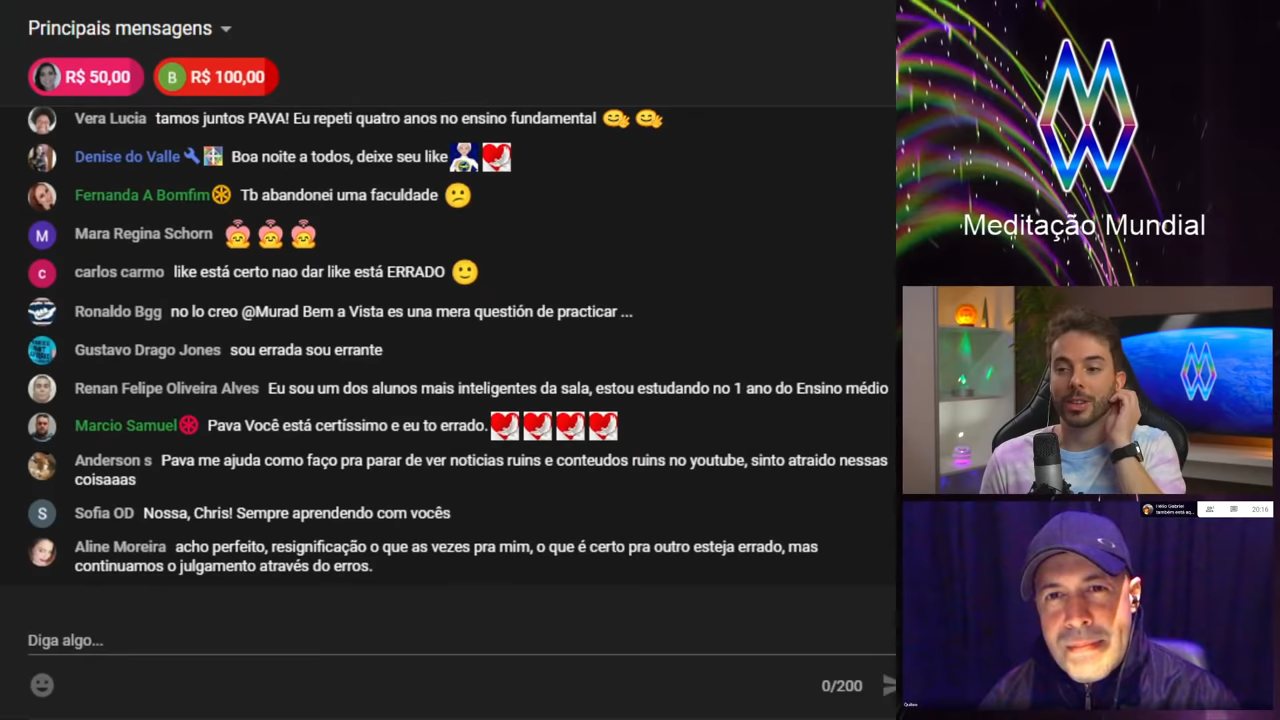 Principais mensagens
R$ 50,00
B R$ 100,00
Vera Lucia tamos juntos PAVA! Eu repeti quatro anos no ensino fundamental
Denise do Valle Boa noite a todos, deixe seu like
Fernanda A Bomfim Tb abandonei uma faculdade
M Mara Regina Schorn
c carlos carmo like está certo nao dar like está ERRADO
Ronaldo Bgg no lo creo @Murad Bem a Vista es una mera questión de practicar ...
Gustavo Drago Jones sou errada sou errante
Renan Felipe Oliveira Alves Eu sou um dos alunos mais inteligentes da sala, estou estudando no 1 ano do Ensino médio
Marcio Samuel Pava Você está certíssimo e eu to errado.
Anderson s Pava me ajuda como faço pra parar de ver noticias ruins e conteudos ruins no youtube, sinto atraido nessas
coisaaas
S Sofia OD Nossa, Chris! Sempre aprendendo com vocês
Aline Moreira acho perfeito, resignificação o que as vezes pra mim, o que é certo pra outro esteja errado, mas
continuamos o julgamento através do erros.
Diga algo...
0/200
Meditação Mundial
Hélio Gabriel
também está aq...
20:16